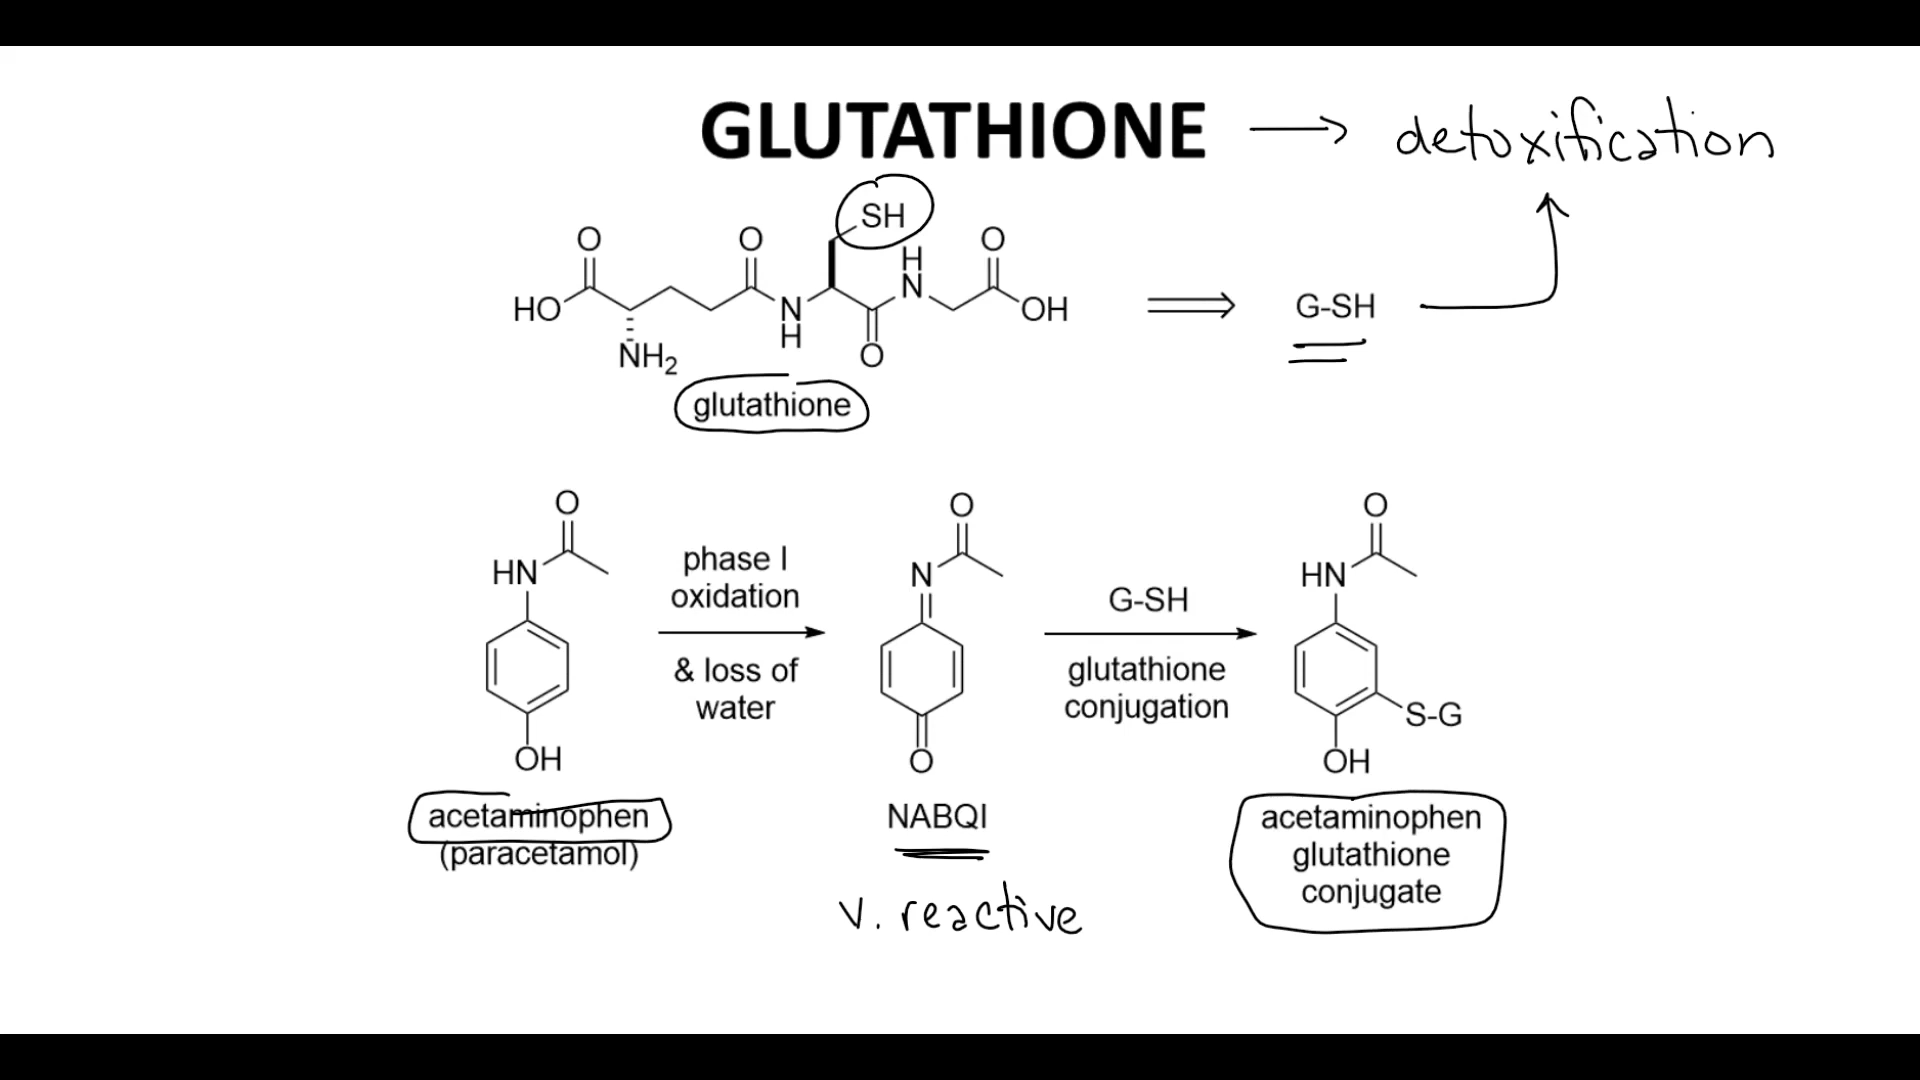 GLUTATHIONE → detoxification
SH
O O H O
HO N N OH
H
NH2 O
G-SH
glutathione
O O O
HN phase I N G-SH HN
oxidation
& loss of glutathione
water conjugation S-G
OH O OH
acetaminophen NABQI acetaminophen
(paracetamol) glutathione
v. reactive conjugate